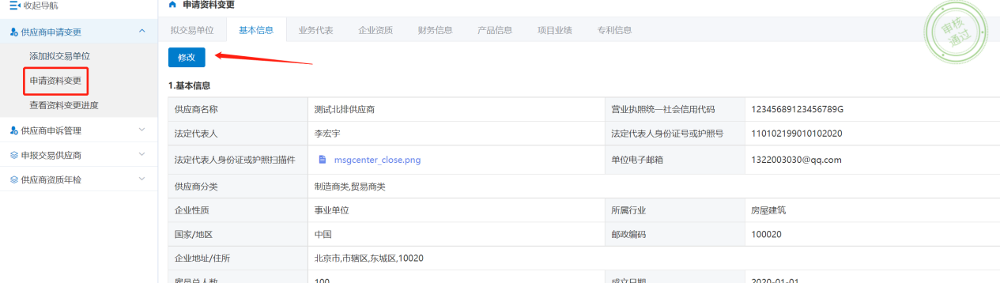 收起导航
供应商申请变更
添加拟交易单位
申请资料变更
查看资料变更进度
供应商申诉管理
申报交易供应商
供应商资质年检
申请资料变更
拟交易单位 基本信息 业务代表 企业资质 财务信息 产品信息 项目业绩 专利信息
审核通过
修改
1.基本信息
供应商名称 测试北排供应商 营业执照统一社会信用代码 12345689123456789G
法定代表人 李宏宇 法定代表人身份证号或护照号 110102199010102020
法定代表人身份证或护照扫描件 msgcenter_close.png 单位电子邮箱 1322003030@qq.com
供应商分类 制造商类,贸易商类
企业性质 事业单位 所属行业 房屋建筑
国家/地区 中国 邮政编码 100020
企业地址/住所 北京市,市辖区,东城区,10020
雇员总人数 100 成立日期 2020-01-01